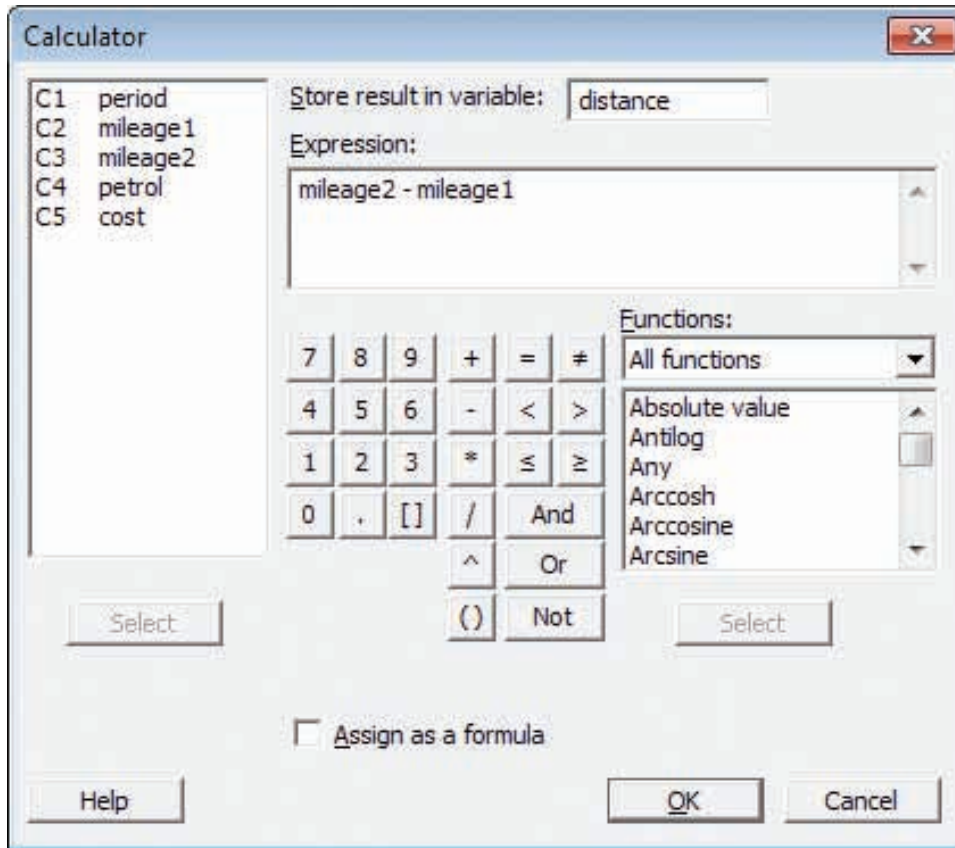 Calculator
C1 period
C2 mileage1
C3 mileage2
C4 petrol
C5 cost
Select
Store result in variable: distance
Expression:
mileage2 - mileage1
7 8 9 + = ≠
4 5 6 - < >
1 2 3 * ≤ ≥
0 . [] / And
^ Or
() Not
Functions:
All functions
Absolute value
Antilog
Any
Arccosh
Arccosine
Arcsine
Select
Assign as a formula
Help
OK
Cancel